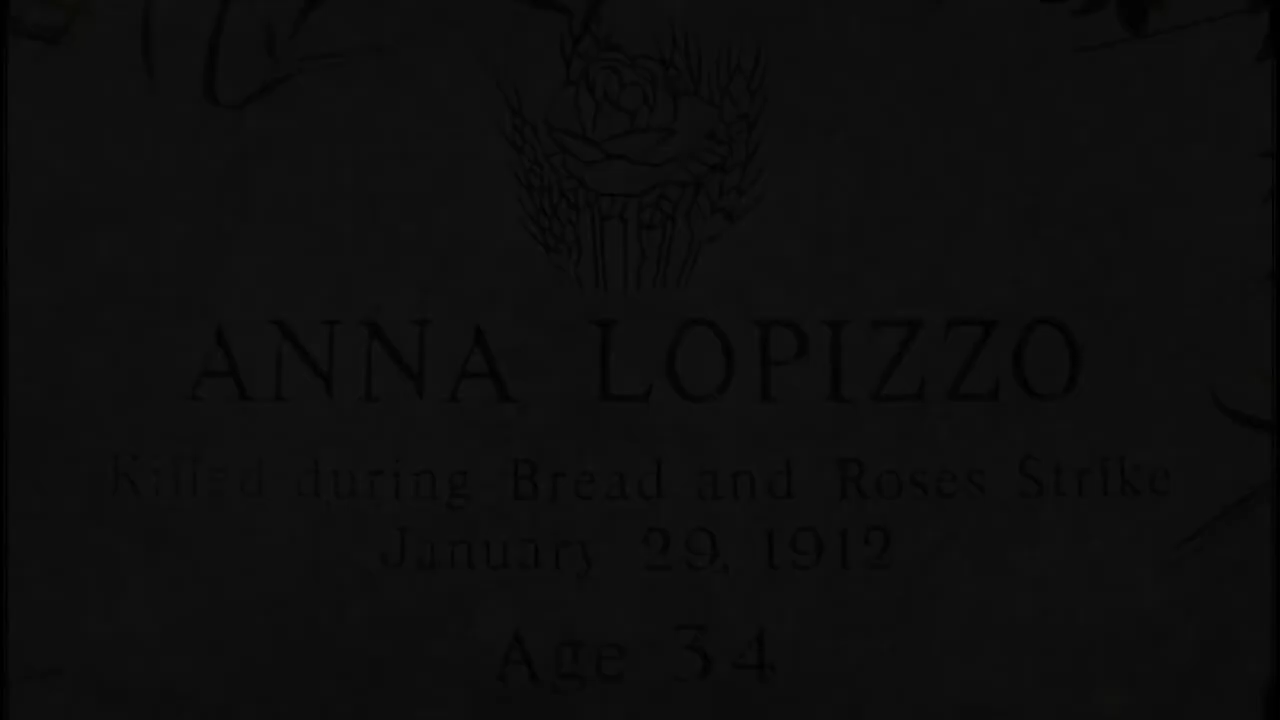 ANNA LOPIZZO
Killed during Bread and Roses Strike
January 29, 1912
Age 34